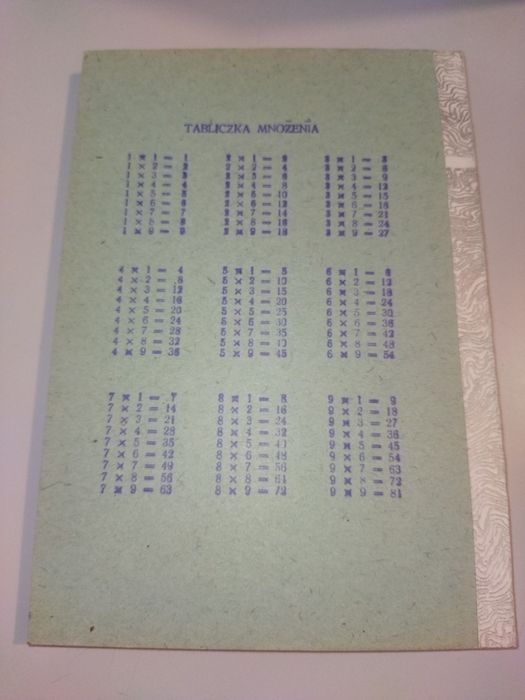 TABLICZKA MNOŻENIA
1 × 1 = 1 2 × 1 = 2 3 × 1 = 3
1 × 2 = 2 2 × 2 = 4 3 × 2 = 6
1 × 3 = 3 2 × 3 = 6 3 × 3 = 9
1 × 4 = 4 2 × 4 = 8 3 × 4 = 12
1 × 5 = 5 2 × 5 = 10 3 × 5 = 15
1 × 6 = 6 2 × 6 = 12 3 × 6 = 18
1 × 7 = 7 2 × 7 = 14 3 × 7 = 21
1 × 8 = 8 2 × 8 = 16 3 × 8 = 24
1 × 9 = 9 2 × 9 = 18 3 × 9 = 27
4 × 1 = 4 5 × 1 = 5 6 × 1 = 6
4 × 2 = 8 5 × 2 = 10 6 × 2 = 12
4 × 3 = 12 5 × 3 = 15 6 × 3 = 18
4 × 4 = 16 5 × 4 = 20 6 × 4 = 24
4 × 5 = 20 5 × 5 = 25 6 × 5 = 30
4 × 6 = 24 5 × 6 = 30 6 × 6 = 36
4 × 7 = 28 5 × 7 = 35 6 × 7 = 42
4 × 8 = 32 5 × 8 = 40 6 × 8 = 48
4 × 9 = 36 5 × 9 = 45 6 × 9 = 54
7 × 1 = 7 8 × 1 = 8 9 × 1 = 9
7 × 2 = 14 8 × 2 = 16 9 × 2 = 18
7 × 3 = 21 8 × 3 = 24 9 × 3 = 27
7 × 4 = 28 8 × 4 = 32 9 × 4 = 36
7 × 5 = 35 8 × 5 = 40 9 × 5 = 45
7 × 6 = 42 8 × 6 = 48 9 × 6 = 54
7 × 7 = 49 8 × 7 = 56 9 × 7 = 63
7 × 8 = 56 8 × 8 = 64 9 × 8 = 72
7 × 9 = 63 8 × 9 = 72 9 × 9 = 81